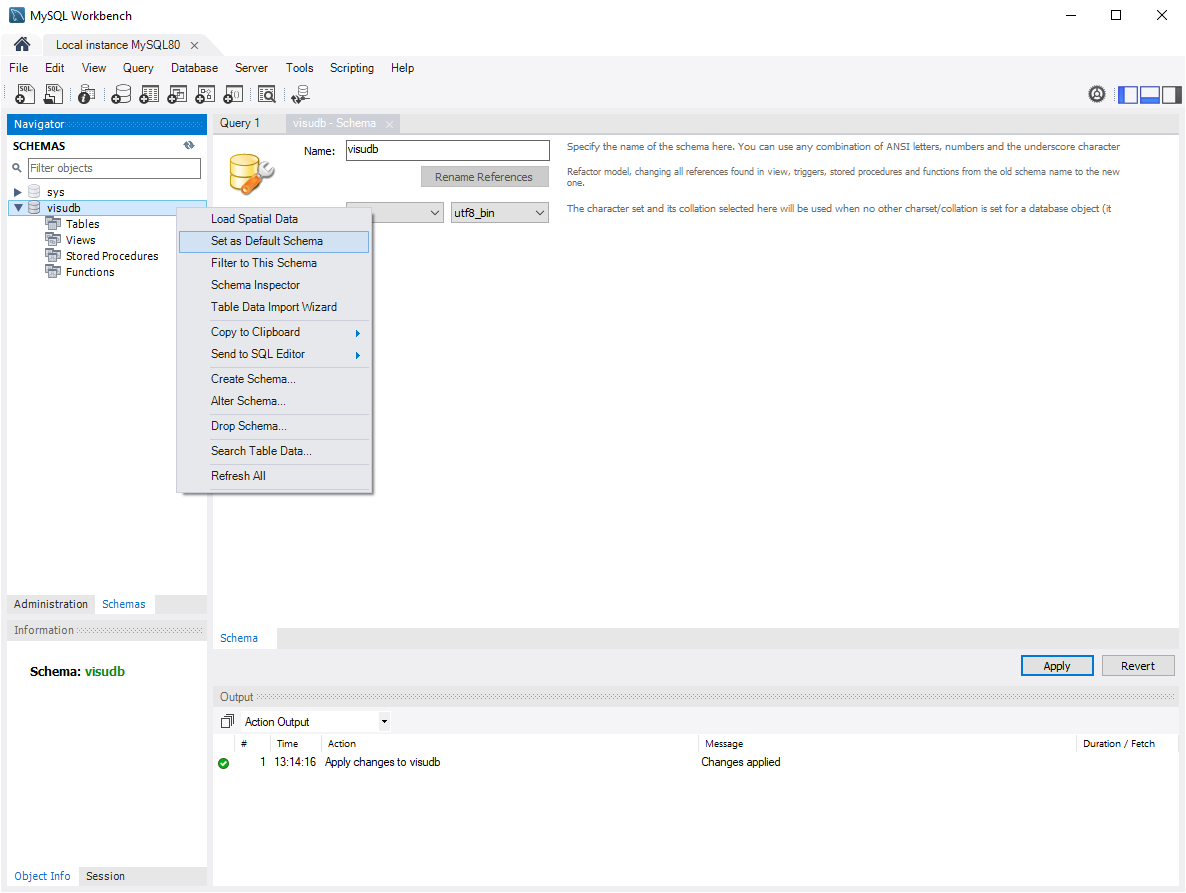 MySQL Workbench
Local instance MySQL80
File Edit View Query Database Server Tools Scripting Help
Navigator
SCHEMAS
Filter objects
sys
visudb
Tables
Views
Stored Procedures
Functions
Query 1
visudb - Schema
Name: visudb
Specify the name of the schema here. You can use any combination of ANSI letters, numbers and the underscore character
Rename References
Refactor model, changing all references found in view, triggers, stored procedures and functions from the old schema name to the new
one.
utf8_bin
The character set and its collation selected here will be used when no other charset/collation is set for a database object (it
Load Spatial Data
Set as Default Schema
Filter to This Schema
Schema Inspector
Table Data Import Wizard
Copy to Clipboard
Send to SQL Editor
Create Schema...
Alter Schema...
Drop Schema...
Search Table Data...
Refresh All
Administration Schemas
Information
Schema: visudb
Object Info Session
Schema
Apply Revert
Output
Action Output
# Time Action Message Duration / Fetch
1 13:14:16 Apply changes to visudb Changes applied